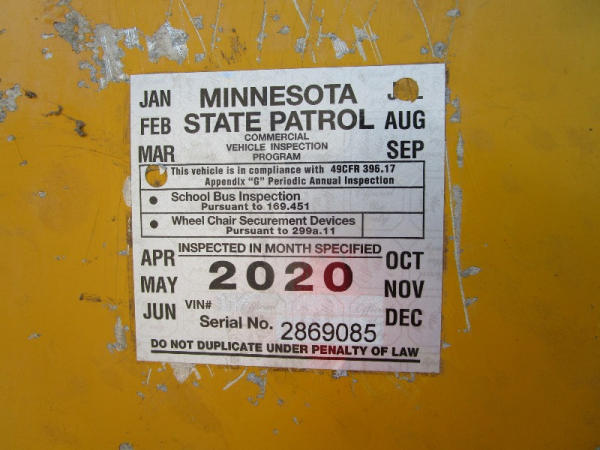 JAN MINNESOTA
FEB STATE PATROL AUG
COMMERCIAL
MAR VEHICLE INSPECTION SEP
PROGRAM
This vehicle is in compliance with 49CFR 396.17
Appendix "G" Periodic Annual Inspection
• School Bus Inspection
Pursuant to 169.451
• Wheel Chair Securement Devices
Pursuant to 299a.11
INSPECTED IN MONTH SPECIFIED
APR 2020 OCT
MAY NOV
JUN VIN# DEC
Serial No. 2869085
DO NOT DUPLICATE UNDER PENALTY OF LAW